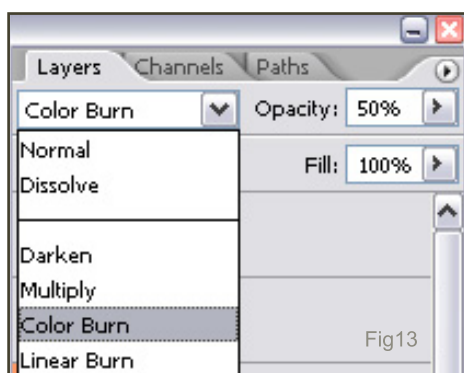 Layers Channels Paths
Color Burn Opacity: 50%
Normal
Fill: 100%
Dissolve
Darken
Multiply
Color Burn
Fig13
Linear Burn